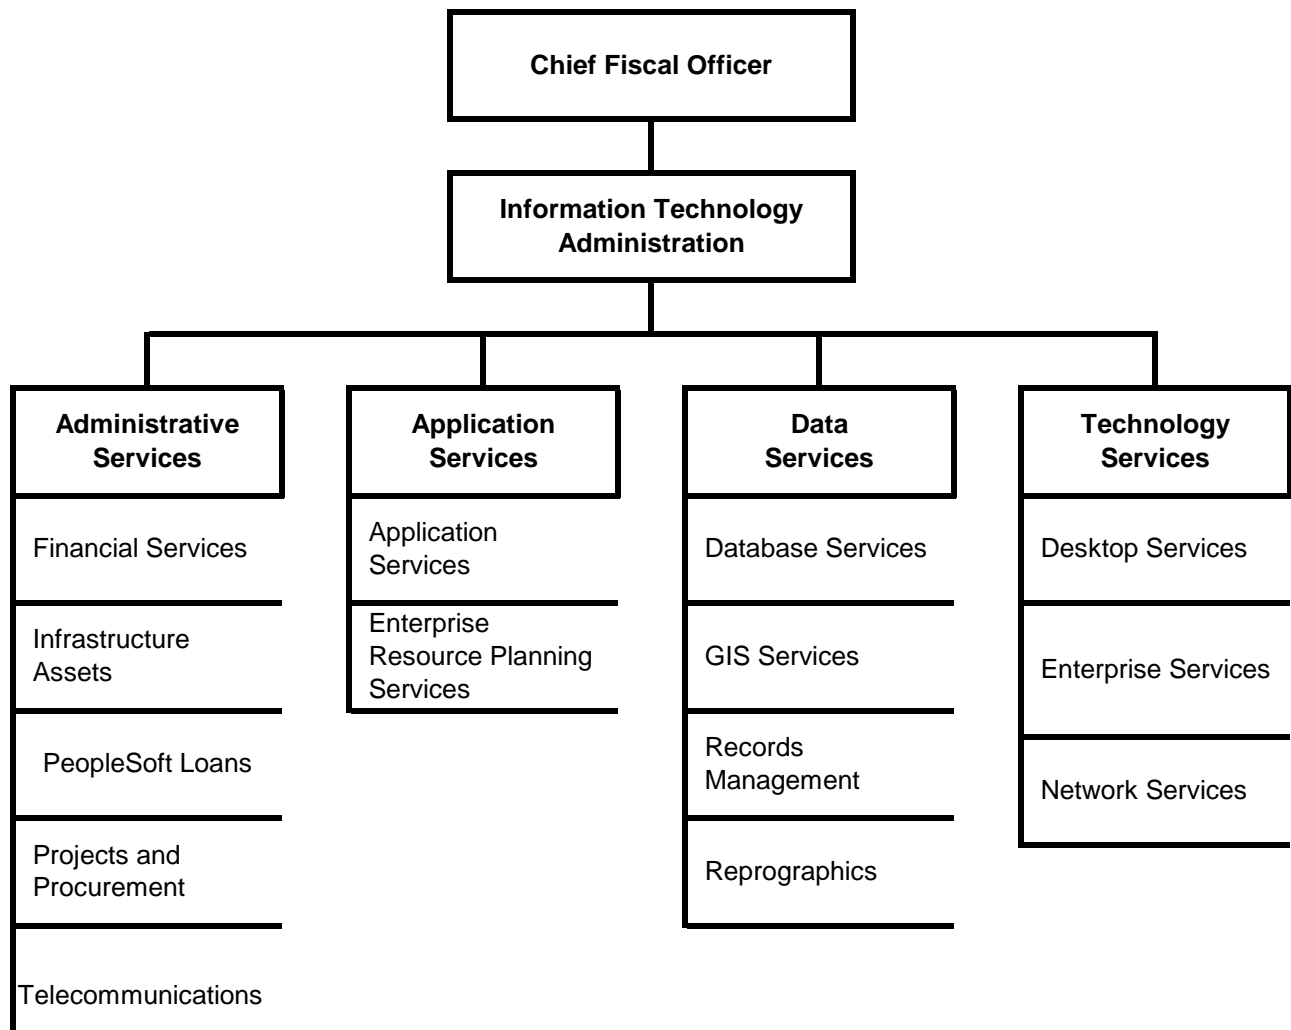 Chief Fiscal Officer
Information Technology
Administration
Administrative
Services
Financial Services
Infrastructure
Assets
PeopleSoft Loans
Projects and
Procurement
Telecommunications
Application
Services
Application
Services
Enterprise
Resource Planning
Services
Data
Services
Database Services
GIS Services
Records
Management
Reprographics
Technology
Services
Desktop Services
Enterprise Services
Network Services